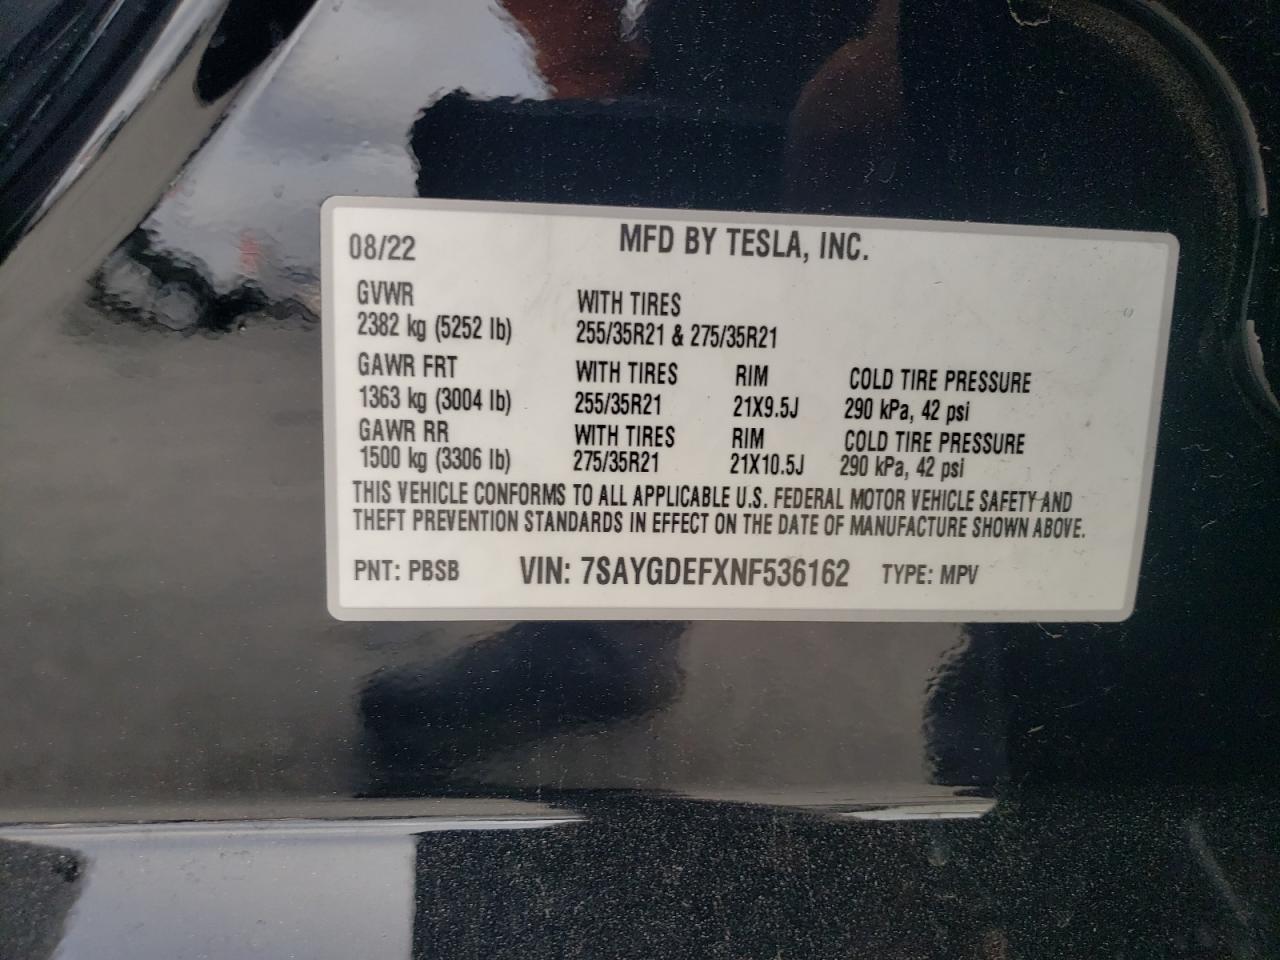 08/22 MFD BY TESLA, INC.
GVWR WITH TIRES
2382 kg (5252 lb) 255/35R21 & 275/35R21
GAWR FRT WITH TIRES RIM COLD TIRE PRESSURE
1363 kg (3004 lb) 255/35R21 21X9.5J 290 kPa, 42 psi
GAWR RR WITH TIRES RIM COLD TIRE PRESSURE
1500 kg (3306 lb) 275/35R21 21X10.5J 290 kPa, 42 psi
THIS VEHICLE CONFORMS TO ALL APPLICABLE U.S. FEDERAL MOTOR VEHICLE SAFETY AND
THEFT PREVENTION STANDARDS IN EFFECT ON THE DATE OF MANUFACTURE SHOWN ABOVE.
PNT: PBSB VIN: 7SAYGDEFXNF536162 TYPE: MPV